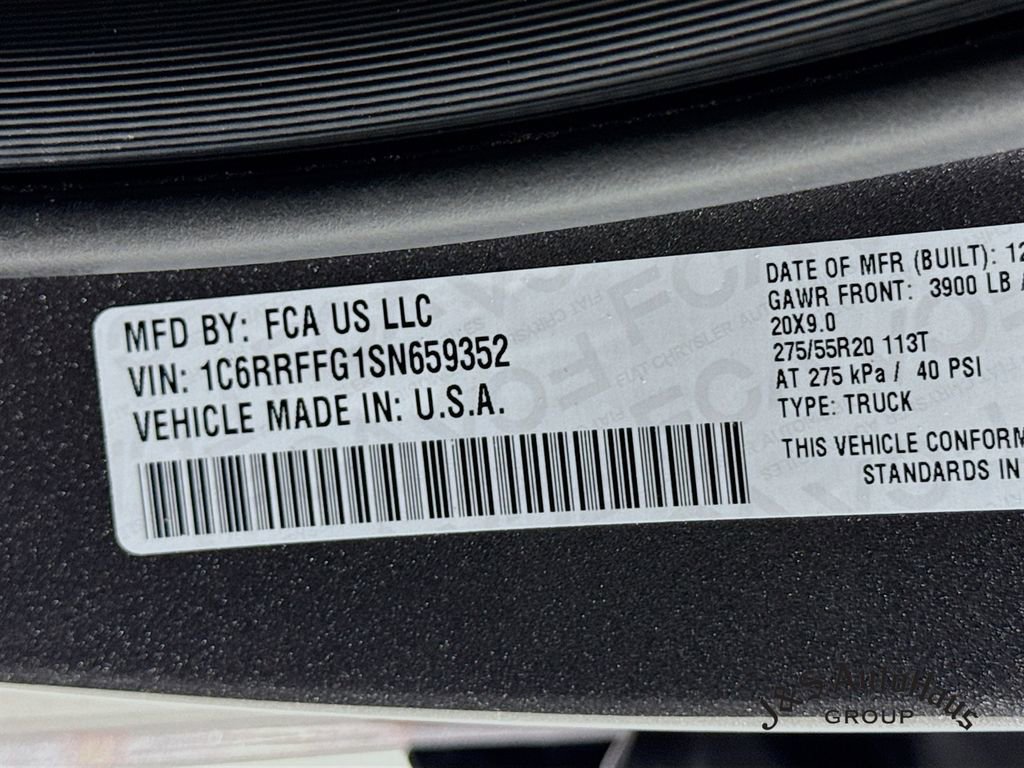 MFD BY: FCA US LLC
VIN: 1C6RRFFG1SN659352
VEHICLE MADE IN: U.S.A.
DATE OF MFR (BUILT): 12
GAWR FRONT: 3900 LB
20X9.0
275/55R20 113T
AT 275 kPa / 40 PSI
TYPE: TRUCK
THIS VEHICLE CONFORM
STANDARDS IN
J&S AutoHaus
GROUP